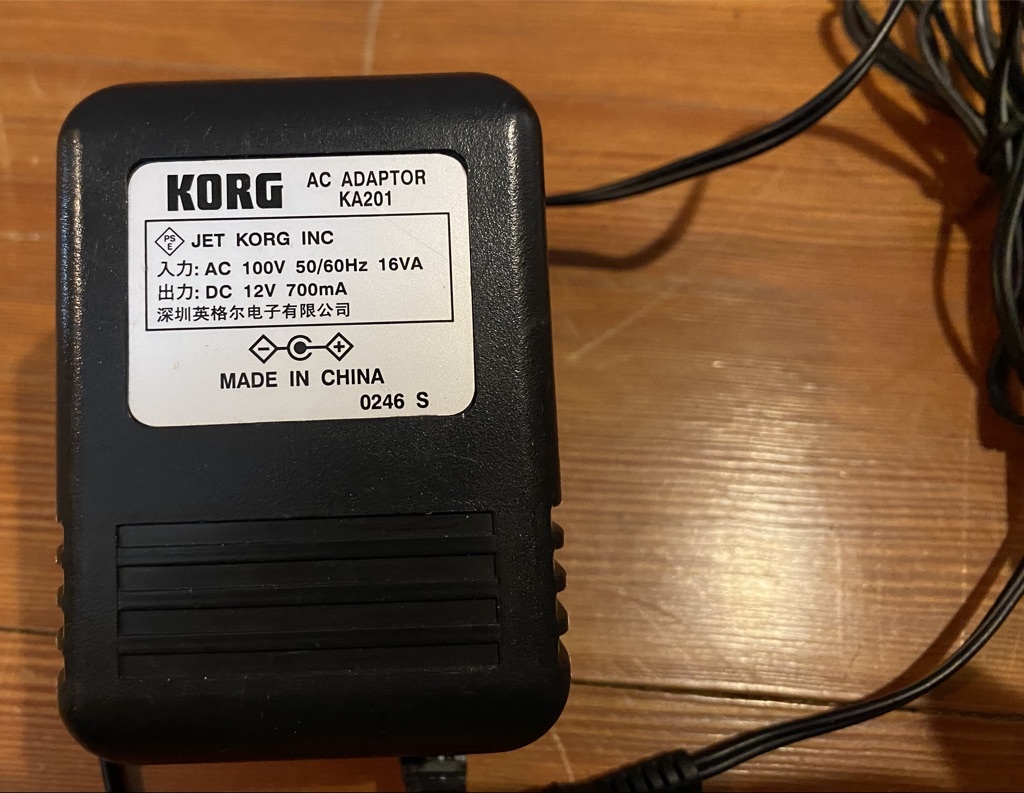 KORG AC ADAPTOR
KA201
PS
E
JET KORG INC
入力: AC 100V 50/60Hz 16VA
出力: DC 12V 700mA
深圳英格尔电子有限公司
MADE IN CHINA
0246 S